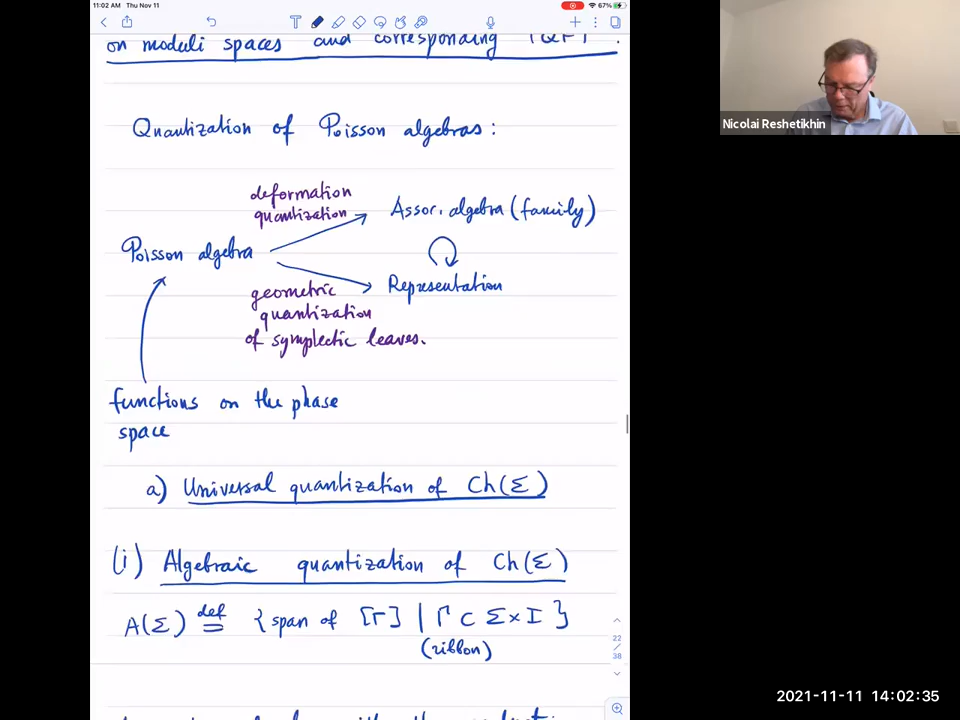 11:02 AM Thu Nov 11
67%
on moduli spaces and corresponding TQFT.
Quantization of Poisson algebras:
deformation
quantization
Assoc. algebra (family)
Poisson algebra
Representation
geometric
quantization
of symplectic leaves.
functions on the phase
space
a) Universal quantization of Ch(Σ)
(i) Algebraic quantization of Ch(Σ)
A(Σ) def = { span of [Γ] | Γ ⊂ Σ × I }
(ribbon)
22
38
Nicolai Reshetikhin
2021-11-11 14:02:35